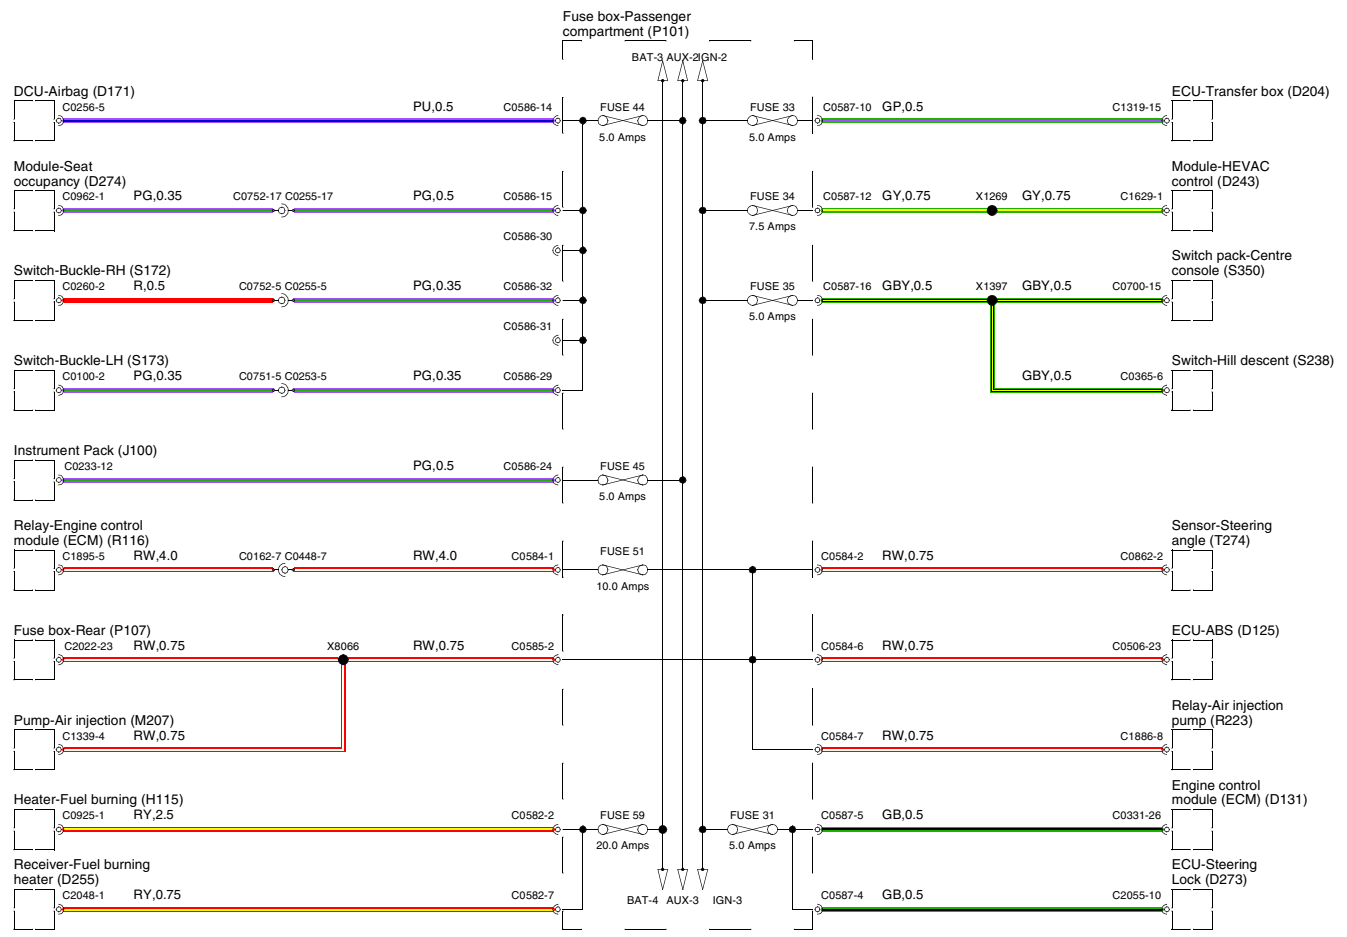 Fuse box-Passenger
compartment (P101)
BAT-3 AUX-2 IGN-2
DCU-Airbag (D171)
C0256-5 PU,0.5 C0586-14 FUSE 44 5.0 Amps
FUSE 33 5.0 Amps C0587-10 GP,0.5 C1319-15
ECU-Transfer box (D204)
Module-Seat
occupancy (D274)
C0962-1 PG,0.35 C0752-17 C0255-17 PG,0.5 C0586-15
FUSE 34 7.5 Amps C0587-12 GY,0.75 X1269 GY,0.75 C1629-1
Module-HEVAC
control (D243)
C0586-30
Switch-Buckle-RH (S172)
C0260-2 R,0.5 C0752-5 C0255-5 PG,0.35 C0586-32
FUSE 35 5.0 Amps C0587-16 GBY,0.5 X1397 GBY,0.5 C0700-15
Switch pack-Centre
console (S350)
C0586-31
Switch-Buckle-LH (S173)
C0100-2 PG,0.35 C0751-5 C0253-5 PG,0.35 C0586-29
GBY,0.5 C0365-6
Switch-Hill descent (S238)
Instrument Pack (J100)
C0233-12 PG,0.5 C0586-24 FUSE 45 5.0 Amps
Relay-Engine control
module (ECM) (R116)
C1895-5 RW,4.0 C0162-7 C0448-7 RW,4.0 C0584-1 FUSE 51 10.0 Amps
C0584-2 RW,0.75 C0862-2
Sensor-Steering
angle (T274)
Fuse box-Rear (P107)
C2022-23 RW,0.75 X8066 RW,0.75 C0585-2
C0584-6 RW,0.75 C0506-23
ECU-ABS (D125)
Pump-Air injection (M207)
C1339-4 RW,0.75
C0584-7 RW,0.75 C1886-8
Relay-Air injection
pump (R223)
Heater-Fuel burning (H115)
C0925-1 RY,2.5 C0582-2 FUSE 59 20.0 Amps
FUSE 31 5.0 Amps C0587-5 GB,0.5 C0331-26
Engine control
module (ECM) (D131)
Receiver-Fuel burning
heater (D255)
C2048-1 RY,0.75 C0582-7
BAT-4 AUX-3 IGN-3
C0587-4 GB,0.5 C2055-10
ECU-Steering
Lock (D273)